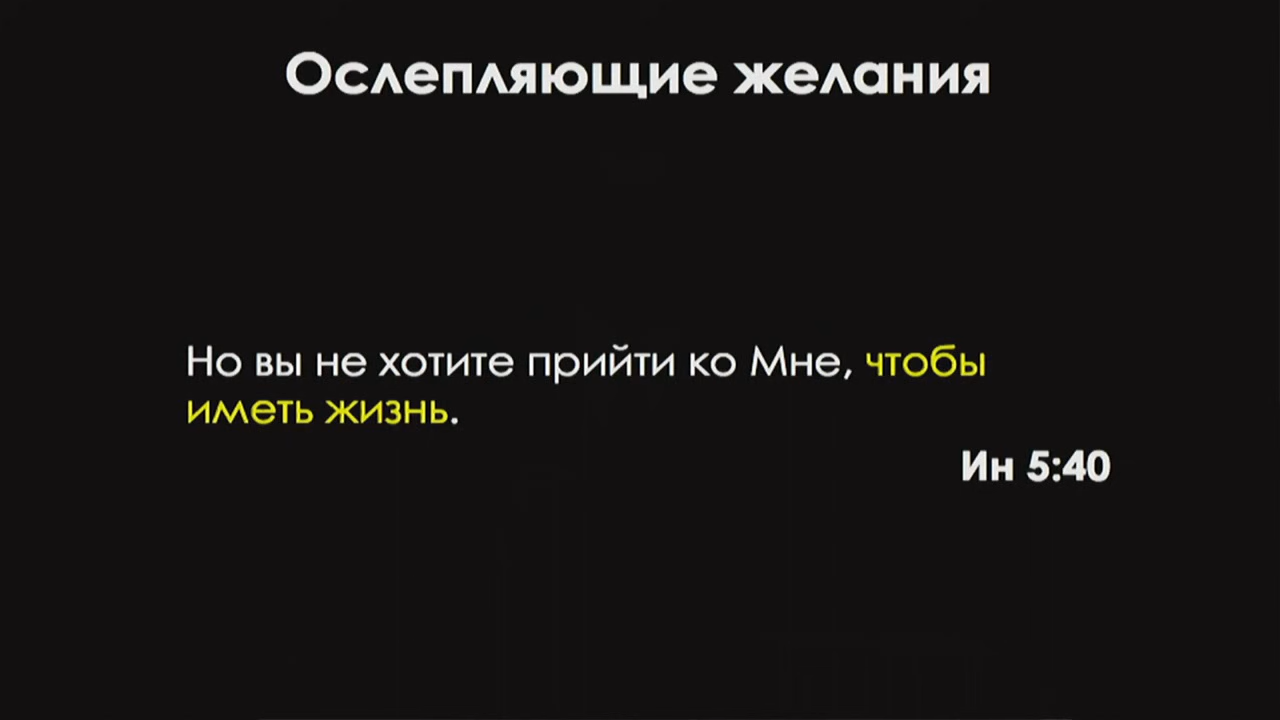 Ослепляющие желания
Но вы не хотите прийти ко Мне, чтобы
иметь жизнь.
Ин 5:40